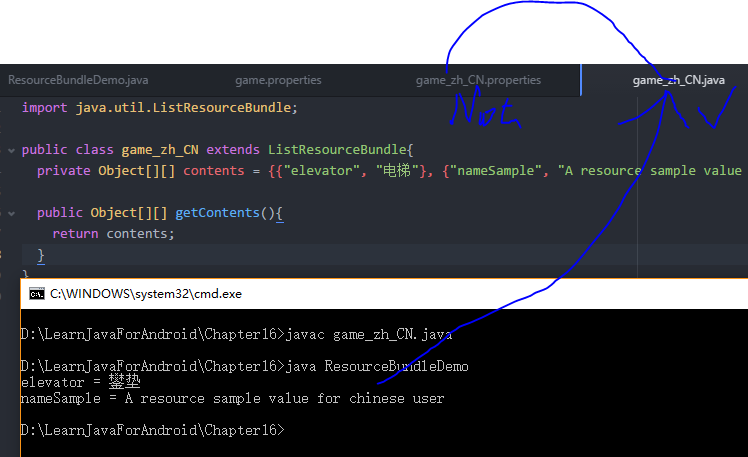 ResourceBundleDemo.java game.properties game_zh_CN.properties game_zh_CN.java
Not
import java.util.ListResourceBundle;
public class game_zh_CN extends ListResourceBundle{
private Object[][] contents = {{"elevator", "电梯"}, {"nameSample", "A resource sample value
public Object[][] getContents(){
return contents;
}
}
C:\WINDOWS\system32\cmd.exe
D:\LearnJavaForAndroid\Chapter16>javac game_zh_CN.java
D:\LearnJavaForAndroid\Chapter16>java ResourceBundleDemo
elevator = 鐢垫
nameSample = A resource sample value for chinese user
D:\LearnJavaForAndroid\Chapter16>